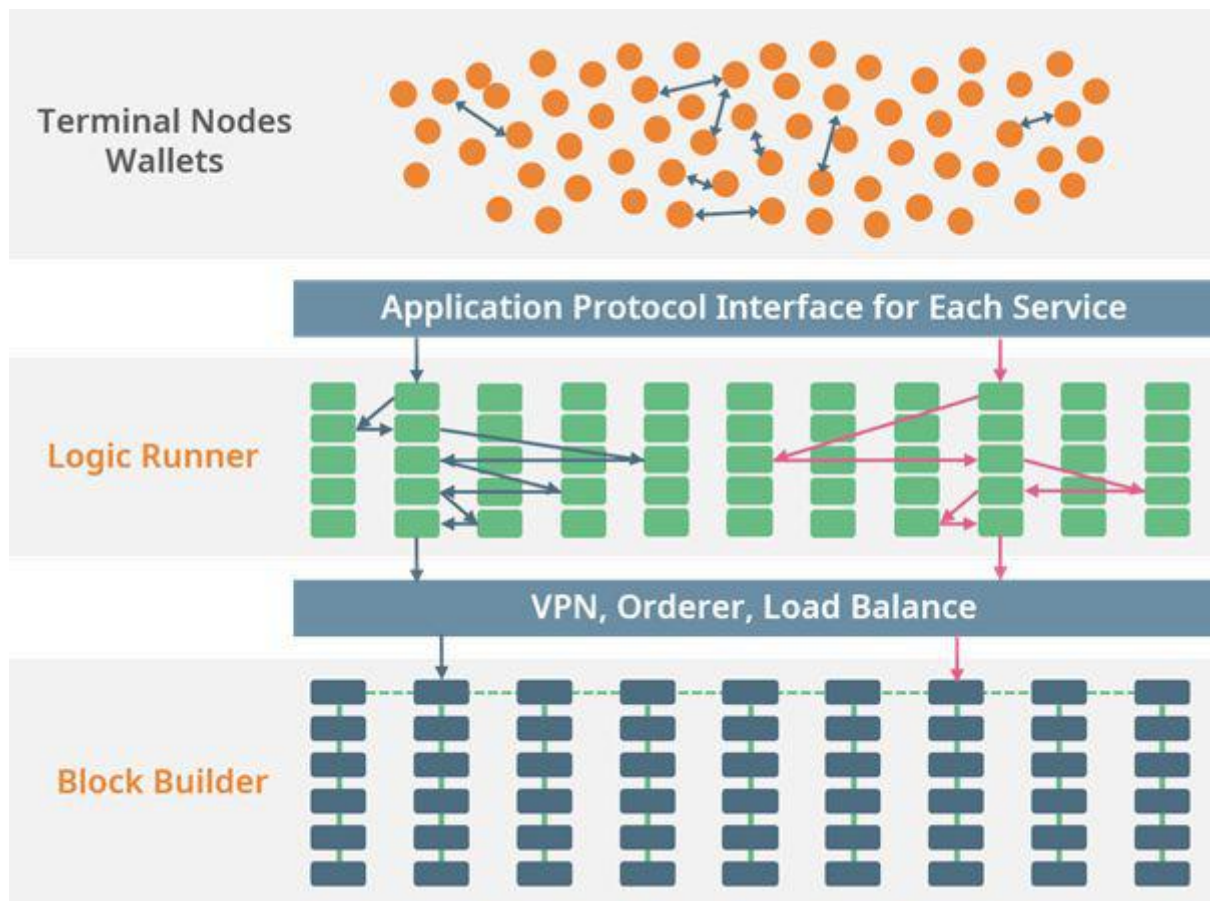 Terminal Nodes
Wallets
Application Protocol Interface for Each Service
Logic Runner
VPN, Orderer, Load Balance
Block Builder